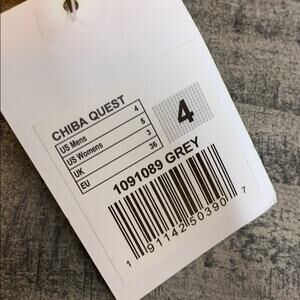 CHIBA QUEST
US Mens 4
US Womens 5
UK 3
EU 36
4
1091089 GREY
1 91142 50390 7